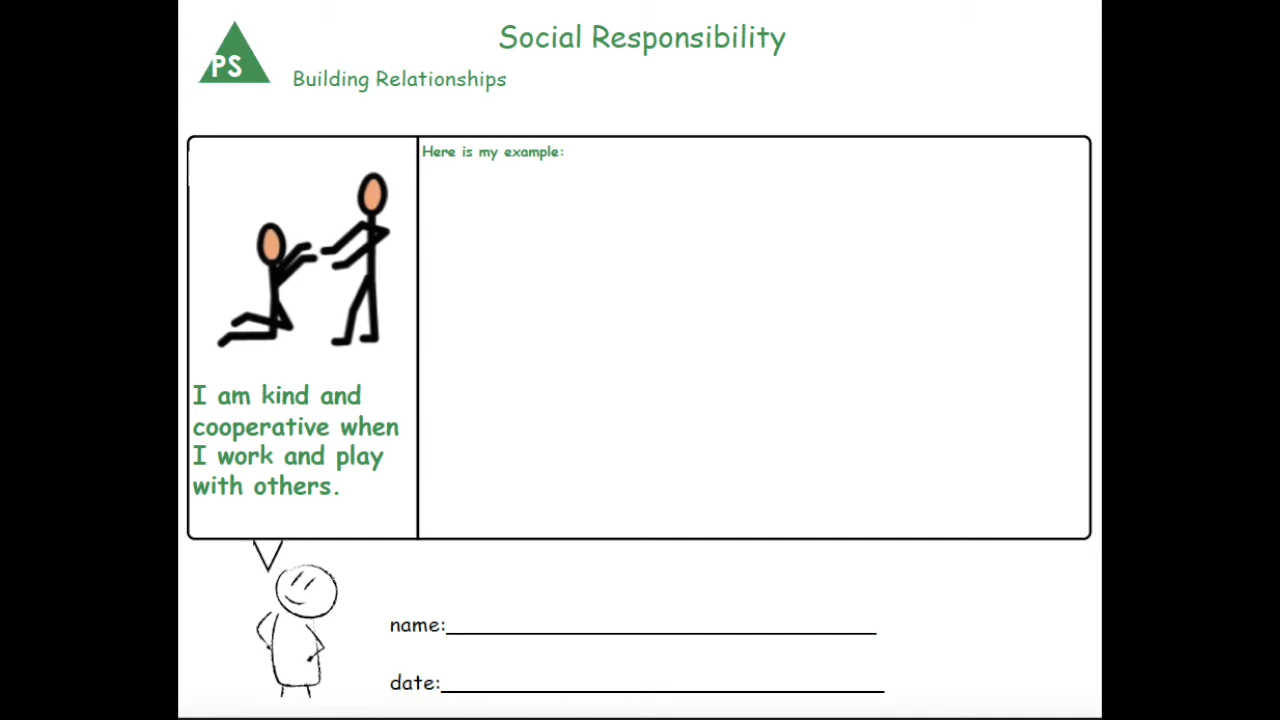 Social Responsibility
PS
Building Relationships
Here is my example:
I am kind and
cooperative when
I work and play
with others.
name:
date: